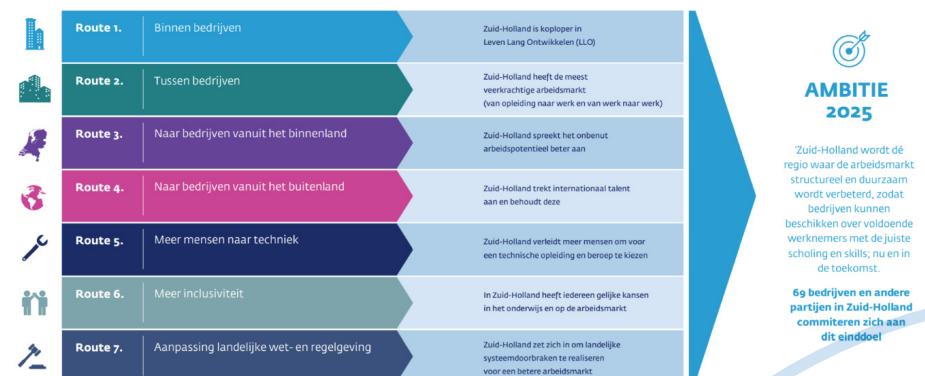 Route 1. Binnen bedrijven
Zuid-Holland is koploper in
Leven Lang Ontwikkelen (LLO)
Route 2. Tussen bedrijven
Zuid-Holland heeft de meest
veerkrachtige arbeidsmarkt
(van opleiding naar werk en van werk naar werk)
Route 3. Naar bedrijven vanuit het binnenland
Zuid-Holland spreekt het onbenut
arbeidspotentieel beter aan
Route 4. Naar bedrijven vanuit het buitenland
Zuid-Holland trekt internationaal talent
aan en behoudt deze
Route 5. Meer mensen naar techniek
Zuid-Holland verleidt meer mensen om voor
een technische opleiding en beroep te kiezen
Route 6. Meer inclusiviteit
In Zuid-Holland heeft iedereen gelijke kansen
in het onderwijs en op de arbeidsmarkt
Route 7. Aanpassing landelijke wet- en regelgeving
Zuid-Holland zet zich in om landelijke
systeemdoorbraken te realiseren
voor een betere arbeidsmarkt
AMBITIE
2025
'Zuid-Holland wordt dé
regio waar de arbeidsmarkt
structureel en duurzaam
wordt verbeterd, zodat
bedrijven kunnen
beschikken over voldoende
werknemers met de juiste
scholing en skills; nu en in
de toekomst.
69 bedrijven en andere
partijen in Zuid-Holland
commiteren zich aan
dit einddoel